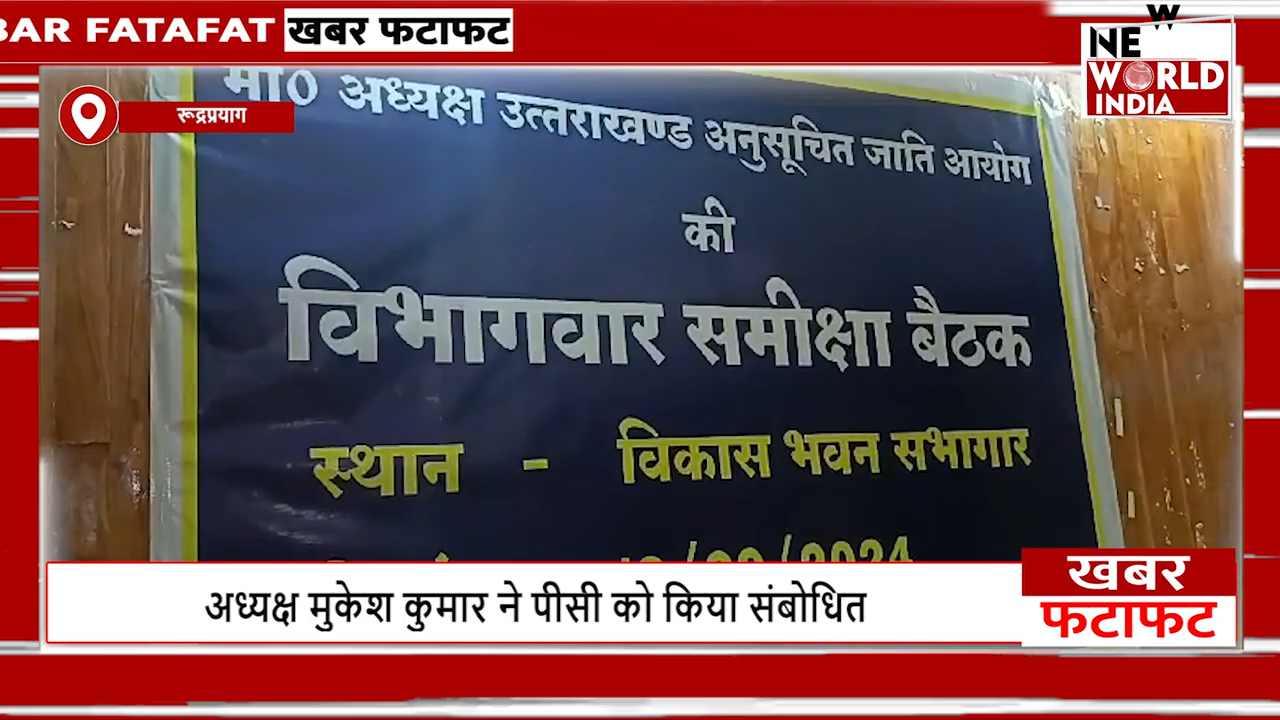 BAR FATAFAT खबर फटाफट
NEW
WORLD
INDIA
रूद्रप्रयाग
मा0 अध्यक्ष उत्तराखण्ड अनुसूचित जाति आयोग
की
विभागवार समीक्षा बैठक
स्थान - विकास भवन सभागार
अध्यक्ष मुकेश कुमार ने पीसी को किया संबोधित
खबर
फटाफट